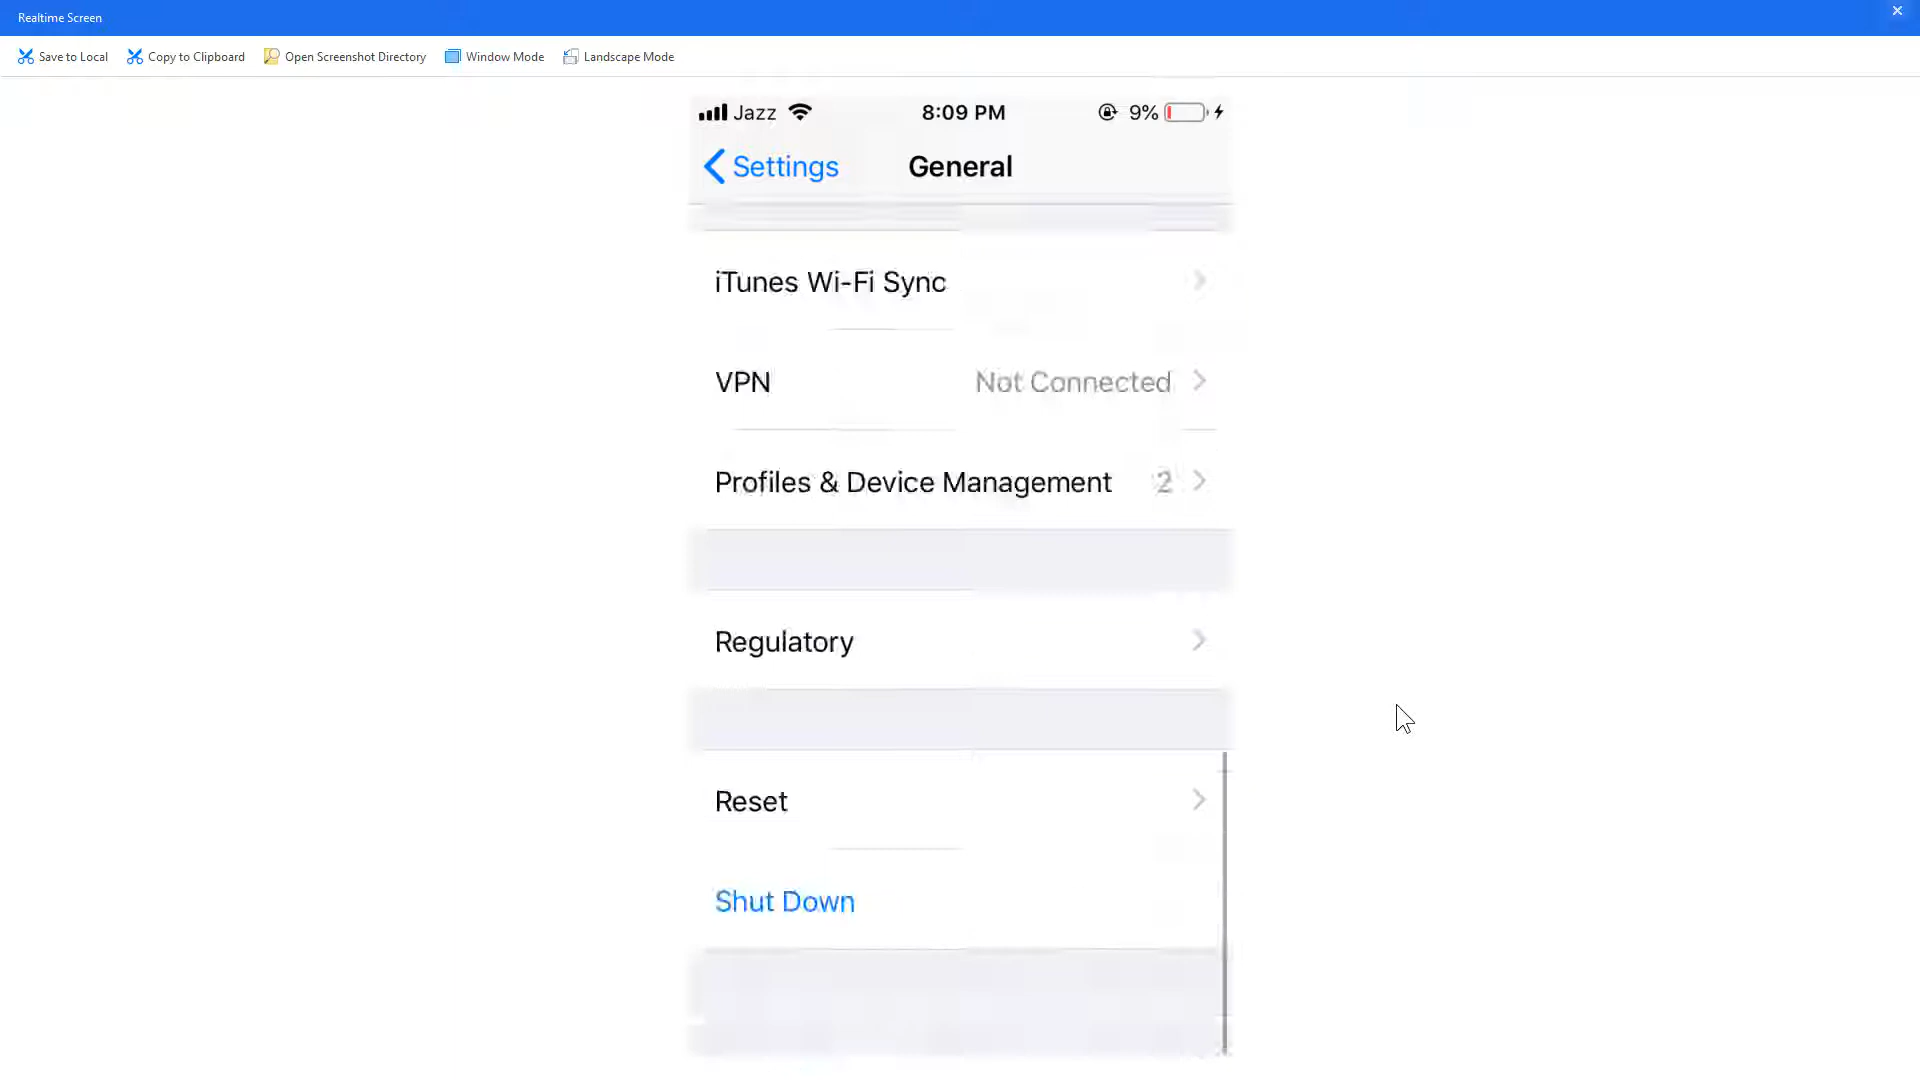 Realtime Screen
Save to Local Copy to Clipboard Open Screenshot Directory Window Mode Landscape Mode
Jazz 8:09 PM 9%
Settings General
iTunes Wi-Fi Sync
VPN Not Connected
Profiles & Device Management 2
Regulatory
Reset
Shut Down